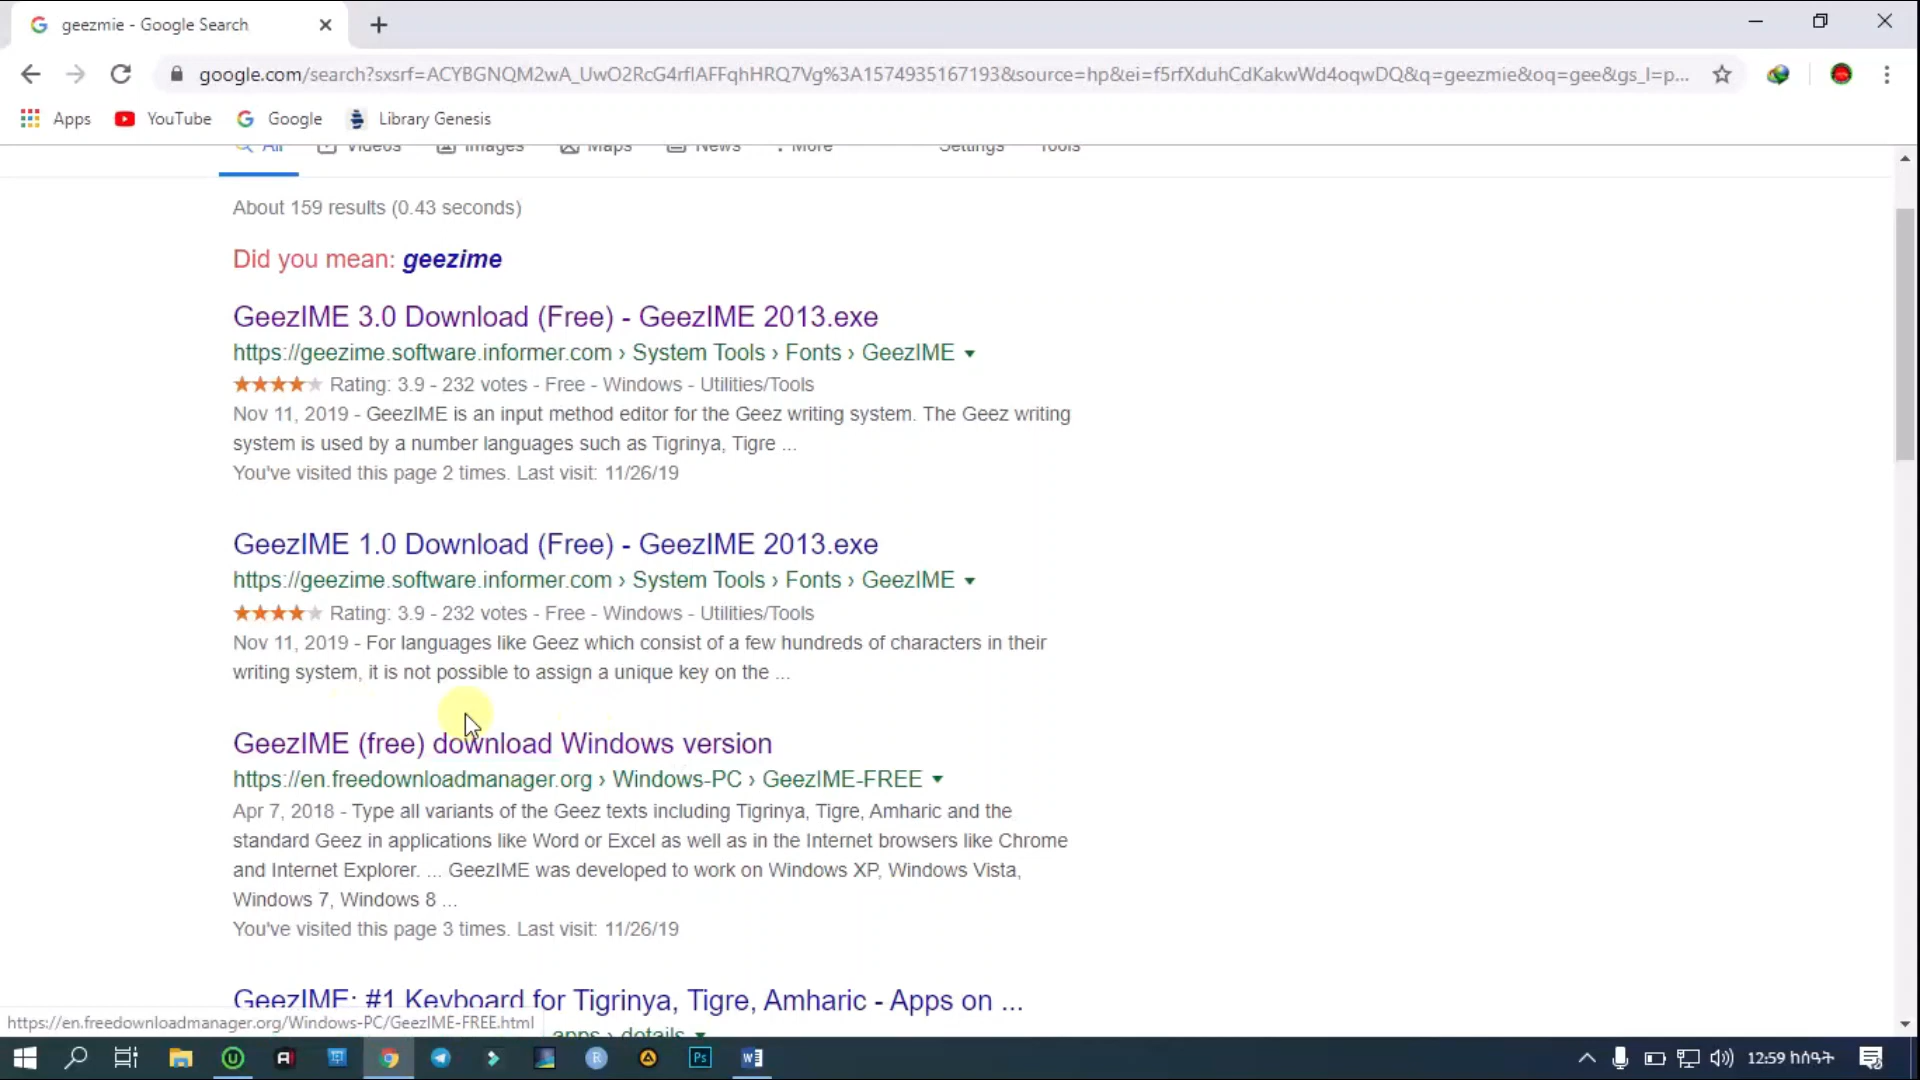 geezmie - Google Search
google.com/search?sxsrf=ACYBGNQM2wA_UwO2RcG4rfIAFFqhHRQ7Vg%3A1574935167193&source=hp&ei=f5rfXduhCdKakwWd4oqwDQ&q=geezmie&oq=gee&gs_l=p...
Apps YouTube Google Library Genesis
All Videos Images Maps News More Settings Tools
About 159 results (0.43 seconds)
Did you mean: geezime
GeezIME 3.0 Download (Free) - GeezIME 2013.exe
https://geezime.software.informer.com › System Tools › Fonts › GeezIME
Rating: 3.9 - 232 votes - Free - Windows - Utilities/Tools
Nov 11, 2019 - GeezIME is an input method editor for the Geez writing system. The Geez writing
system is used by a number languages such as Tigrinya, Tigre ...
You've visited this page 2 times. Last visit: 11/26/19
GeezIME 1.0 Download (Free) - GeezIME 2013.exe
https://geezime.software.informer.com › System Tools › Fonts › GeezIME
Rating: 3.9 - 232 votes - Free - Windows - Utilities/Tools
Nov 11, 2019 - For languages like Geez which consist of a few hundreds of characters in their
writing system, it is not possible to assign a unique key on the ...
GeezIME (free) download Windows version
https://en.freedownloadmanager.org › Windows-PC › GeezIME-FREE
Apr 7, 2018 - Type all variants of the Geez texts including Tigrinya, Tigre, Amharic and the
standard Geez in applications like Word or Excel as well as in the Internet browsers like Chrome
and Internet Explorer. ... GeezIME was developed to work on Windows XP, Windows Vista,
Windows 7, Windows 8 ...
You've visited this page 3 times. Last visit: 11/26/19
GeezIME: #1 Keyboard for Tigrinya, Tigre, Amharic - Apps on ...
https://en.freedownloadmanager.org/Windows-PC/GeezIME-FREE.html
apps › details
12:59 ከሰዓት